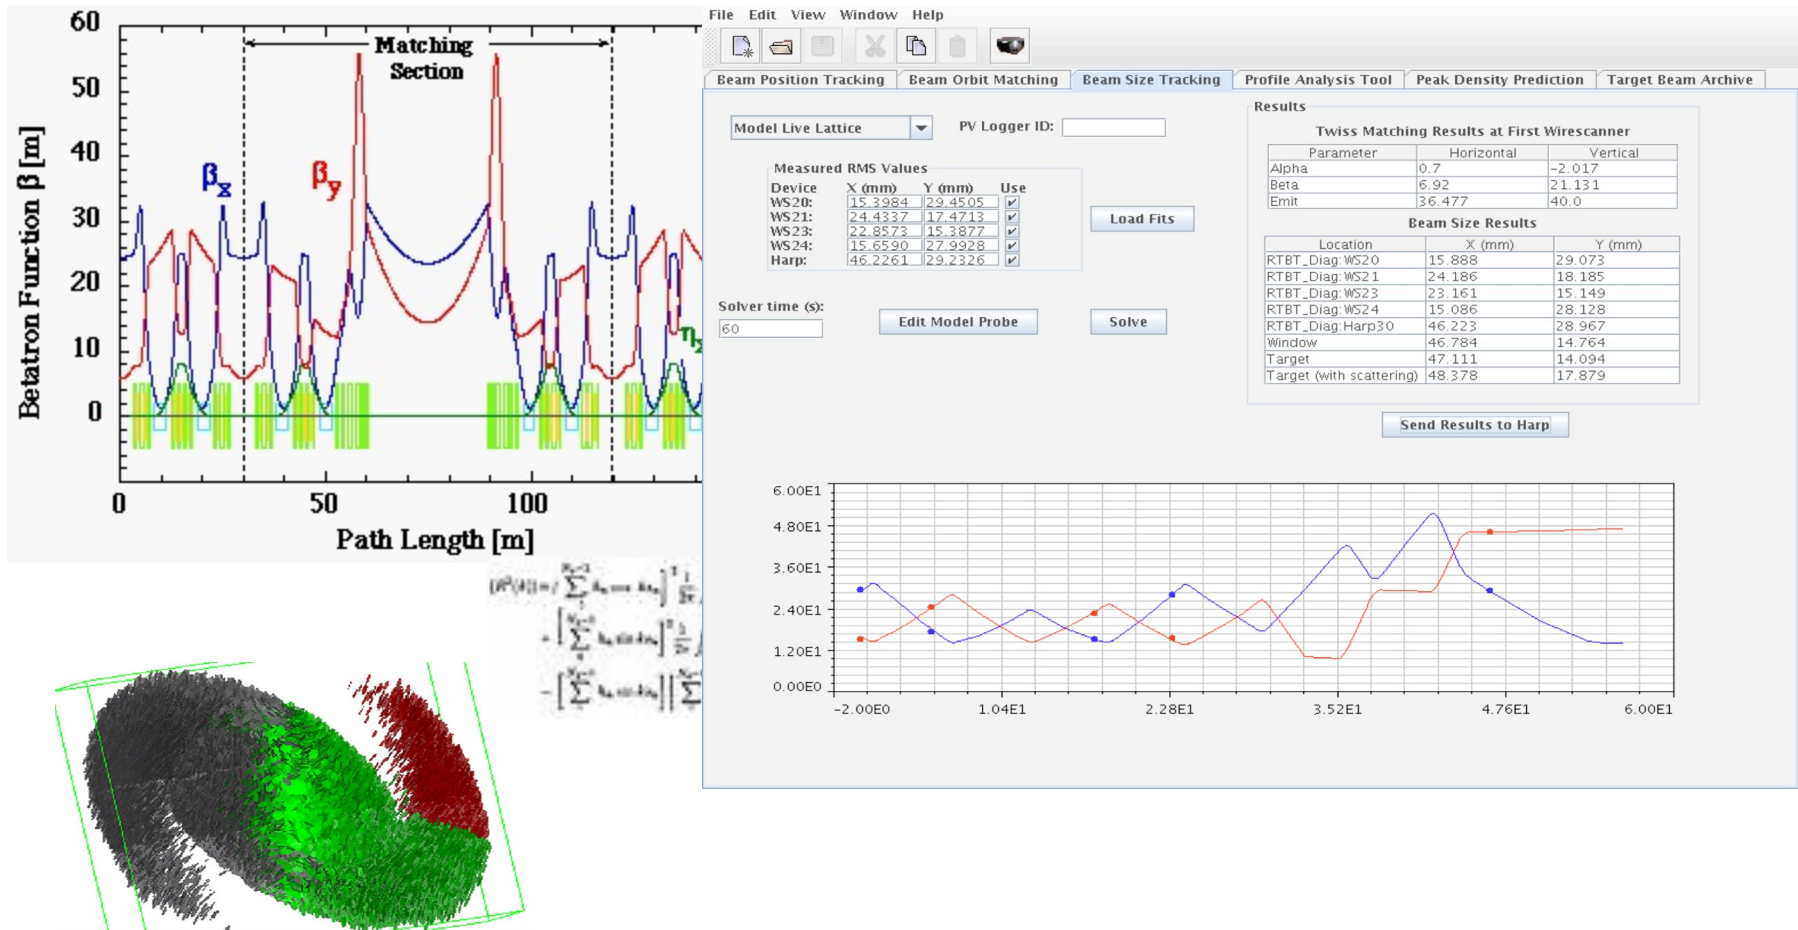 60
50
40
30
20
10
0
Betatron Function β [m]
Matching
Section
βx
βy
0
50
100
Path Length [m]
File Edit View Window Help
Beam Position Tracking Beam Orbit Matching Beam Size Tracking Profile Analysis Tool Peak Density Prediction Target Beam Archive
Model Live Lattice PV Logger ID:
Measured RMS Values
Device X (mm) Y (mm) Use
WS20: 15.3984 29.4505
WS21: 24.4337 17.4713
WS23: 22.8573 15.3877
WS24: 15.6590 27.9928
Harp: 46.2261 29.2326
Load Fits
Solver time (s):
60
Edit Model Probe
Solve
Results
Twiss Matching Results at First Wirescanner
Parameter Horizontal Vertical
Alpha 0.7 -2.017
Beta 6.92 21.131
Emit 36.477 40.0
Beam Size Results
Location X (mm) Y (mm)
RTBT_Diag:WS20 15.888 29.073
RTBT_Diag:WS21 24.186 18.185
RTBT_Diag:WS23 23.161 15.149
RTBT_Diag:WS24 15.086 28.128
RTBT_Diag:Harp30 46.223 28.967
Window 46.784 14.764
Target 47.111 14.094
Target (with scattering) 48.378 17.879
Send Results to Harp
6.00E1
4.80E1
3.60E1
2.40E1
1.20E1
0.00E0
-2.00E0 1.04E1 2.28E1 3.52E1 4.76E1 6.00E1